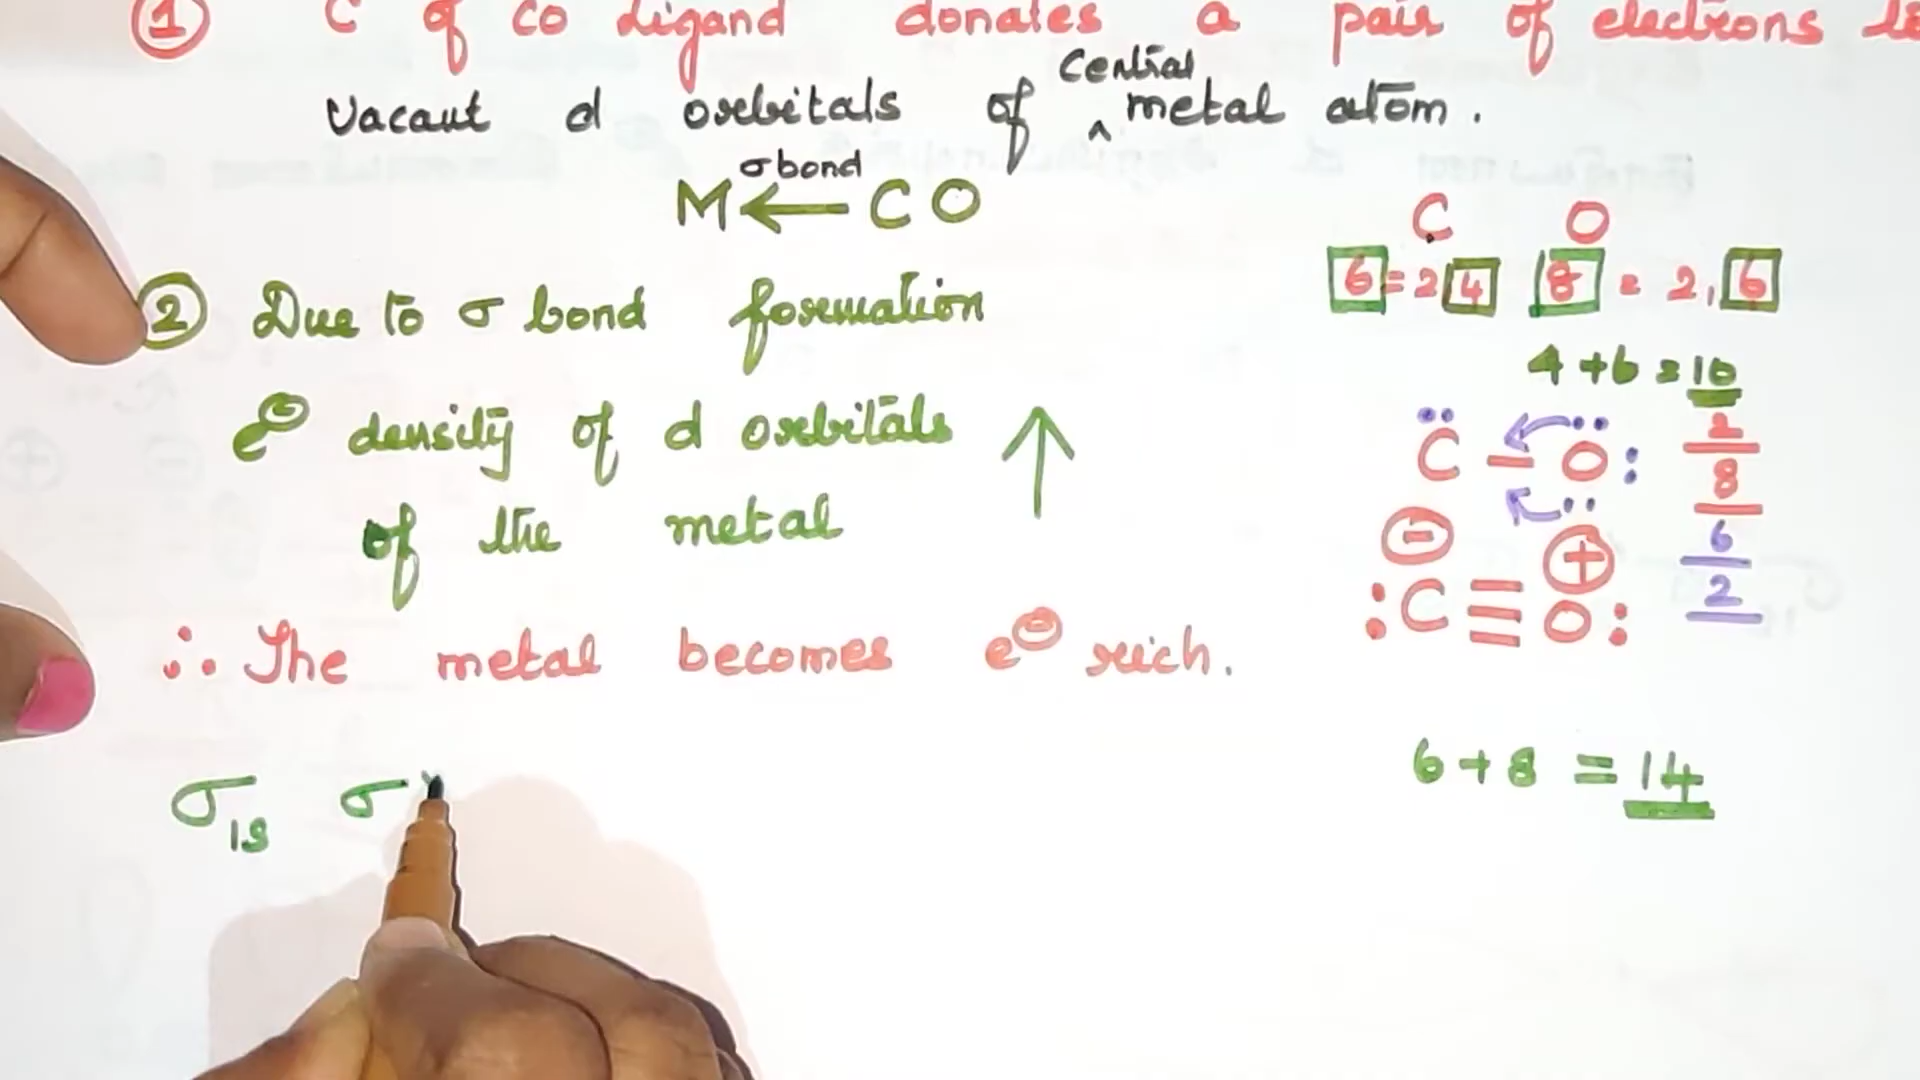 ① C of CO Ligand donates a pair of electrons to
Vacant d orbitals of ^ metal atom.
Central
σ bond
M ← CO
② Due to σ bond formation
e⊖ density of d orbitals ↑
of the metal
∴ The metal becomes e⊖ rich.
σ1s σ*
C O
6 = 2 4 8 = 2, 6
4 + 6 = 10
C – O :
2
8
6
2
⊖ ⊕
: C ≡ O :
6 + 8 = 14